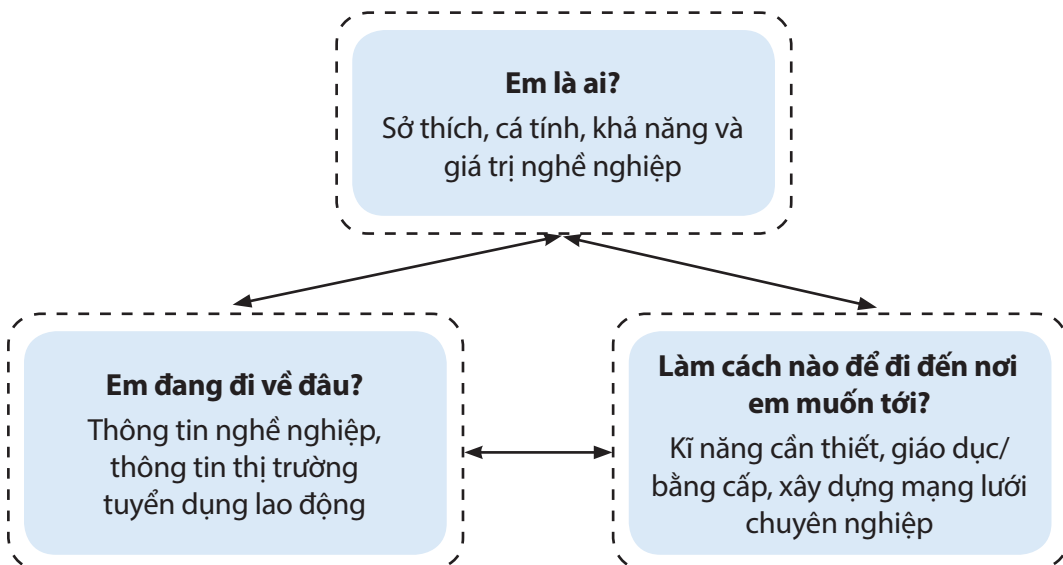 Em là ai?
Sở thích, cá tính, khả năng và
giá trị nghề nghiệp
Em đang đi về đâu?
Thông tin nghề nghiệp,
thông tin thị trường
tuyển dụng lao động
Làm cách nào để đi đến nơi
em muốn tới?
Kĩ năng cần thiết, giáo dục/
bằng cấp, xây dựng mạng lưới
chuyên nghiệp